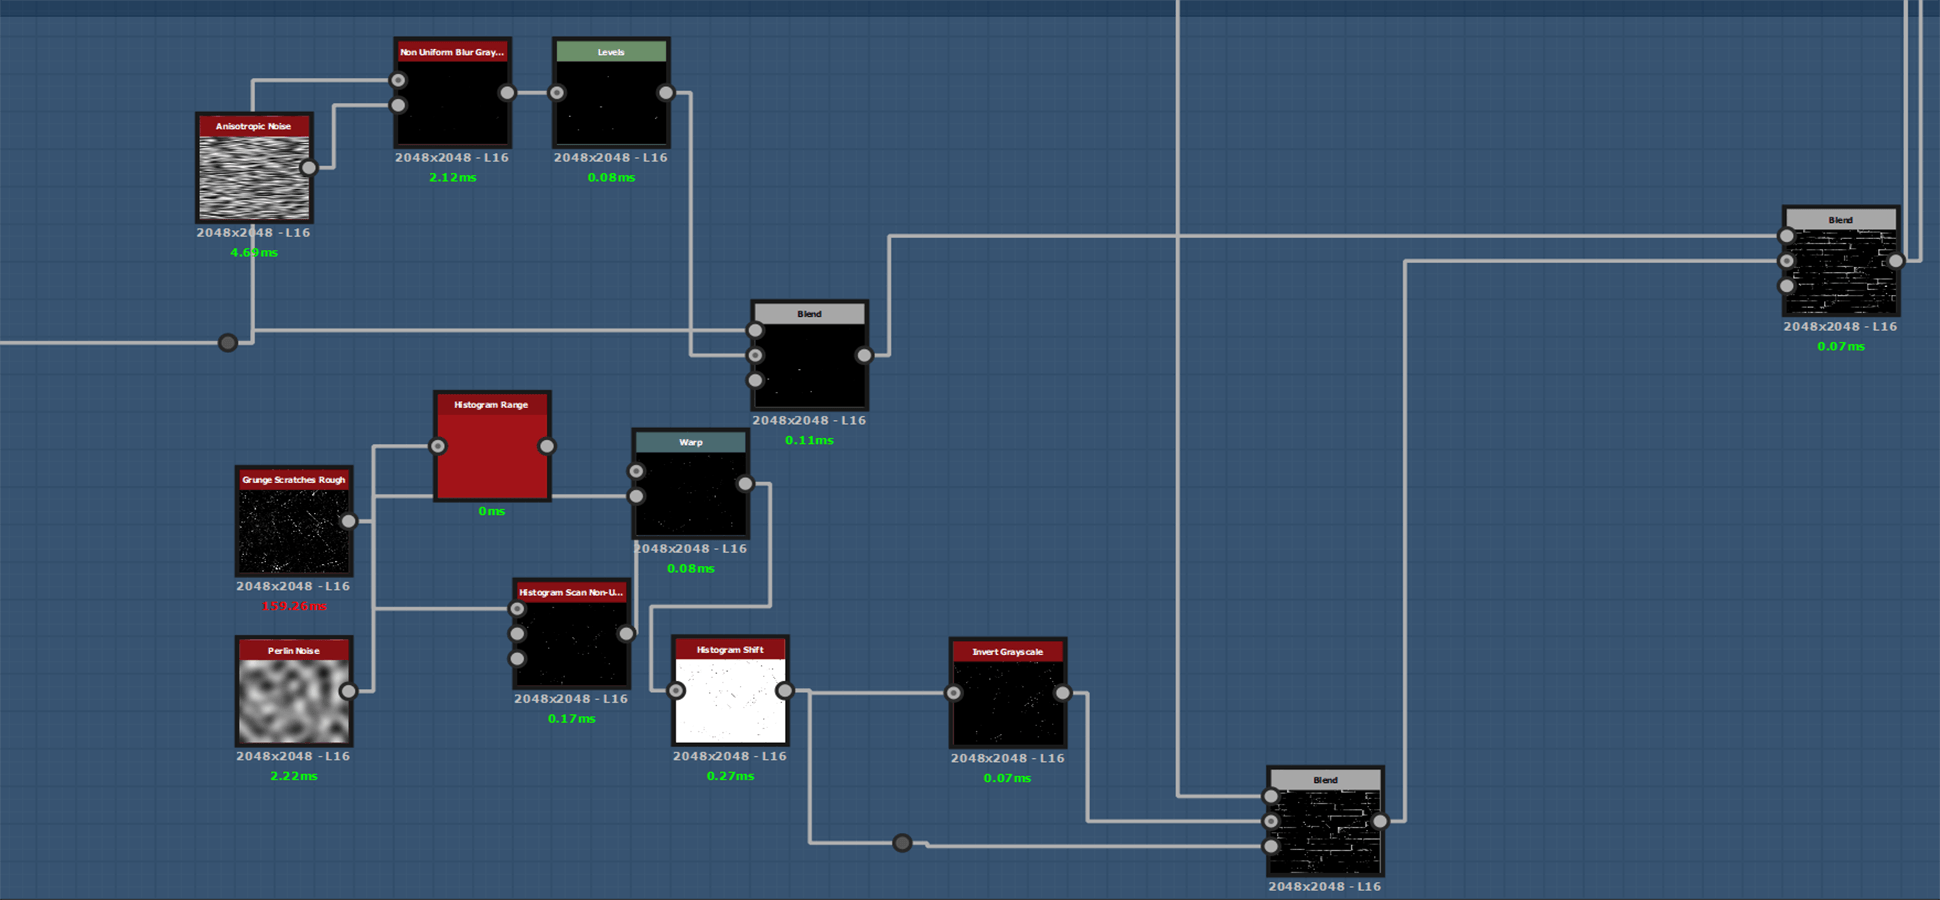 Non Uniform Blur Gray...
2048x2048 - L16
2.12ms
Levels
2048x2048 - L16
0.08ms
Anisotropic Noise
2048x2048 - L16
4.69ms
Blend
2048x2048 - L16
0.07ms
Blend
2048x2048 - L16
0.11ms
Histogram Range
0ms
Warp
2048x2048 - L16
0.08ms
Grunge Scratches Rough
2048x2048 - L16
159.26ms
Histogram Scan Non-U...
2048x2048 - L16
0.17ms
Perlin Noise
2048x2048 - L16
2.22ms
Histogram Shift
2048x2048 - L16
0.27ms
Invert Grayscale
2048x2048 - L16
0.07ms
Blend
2048x2048 - L16